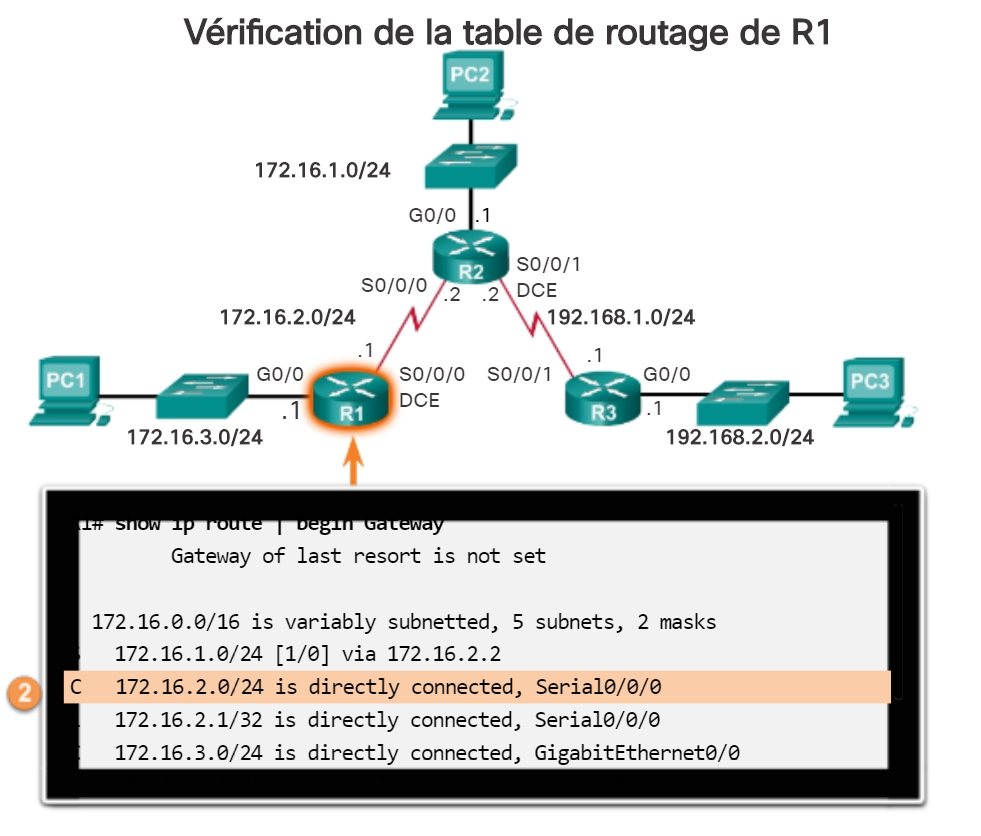 Vérification de la table de routage de R1
PC2
172.16.1.0/24
G0/0 .1
R2
S0/0/1
DCE
S0/0/0 .2 .2
172.16.2.0/24
192.168.1.0/24
.1
.1
PC1
G0/0
S0/0/0
DCE
S0/0/1
G0/0
PC3
.1
R1
R3
.1
172.16.3.0/24
192.168.2.0/24
1# show ip route | begin Gateway
Gateway of last resort is not set
172.16.0.0/16 is variably subnetted, 5 subnets, 2 masks
172.16.1.0/24 [1/0] via 172.16.2.2
2
C 172.16.2.0/24 is directly connected, Serial0/0/0
172.16.2.1/32 is directly connected, Serial0/0/0
172.16.3.0/24 is directly connected, GigabitEthernet0/0